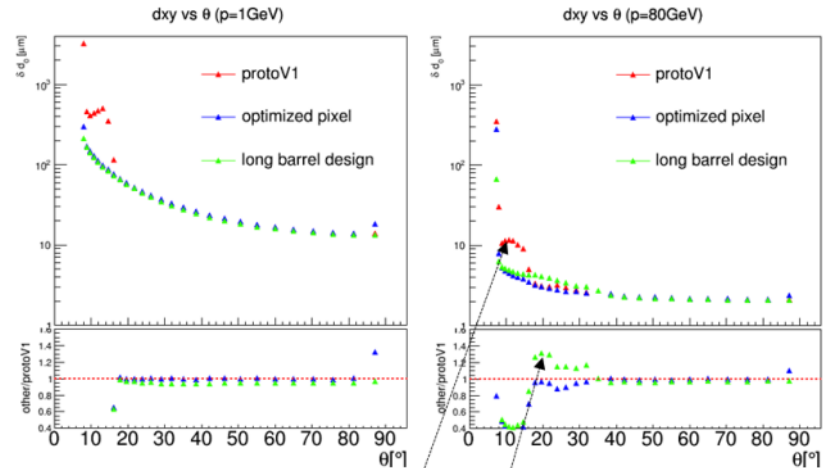 dxy vs θ (p=1GeV)
δ d₀ [μm]
10³
10²
10
1
protoV1
optimized pixel
long barrel design
other/protoV1
1.6
1.4
1.2
1
0.8
0.6
0.4
0 10 20 30 40 50 60 70 80 90
θ[°]
dxy vs θ (p=80GeV)
δ d₀ [μm]
10³
10²
10
1
protoV1
optimized pixel
long barrel design
other/protoV1
1.6
1.4
1.2
1
0.8
0.6
0.4
0 10 20 30 40 50 60 70 80 90
θ[°]